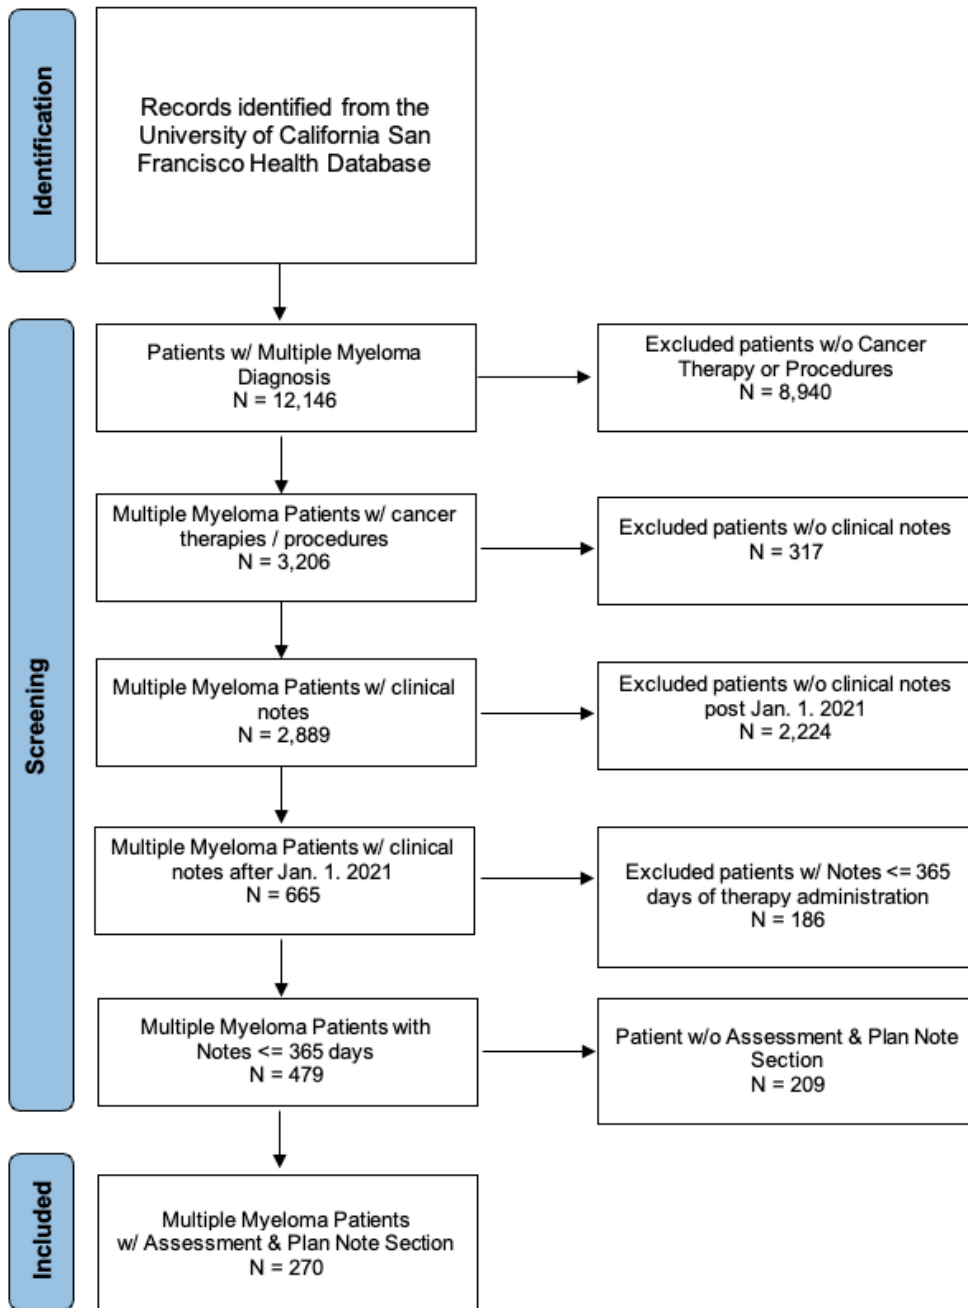 Identification
Records identified from the
University of California San
Francisco Health Database
Screening
Patients w/ Multiple Myeloma
Diagnosis
N = 12,146
Excluded patients w/o Cancer
Therapy or Procedures
N = 8,940
Multiple Myeloma Patients w/ cancer
therapies / procedures
N = 3,206
Excluded patients w/o clinical notes
N = 317
Multiple Myeloma Patients w/ clinical
notes
N = 2,889
Excluded patients w/o clinical notes
post Jan. 1. 2021
N = 2,224
Multiple Myeloma Patients w/ clinical
notes after Jan. 1. 2021
N = 665
Excluded patients w/ Notes <= 365
days of therapy administration
N = 186
Multiple Myeloma Patients with
Notes <= 365 days
N = 479
Patient w/o Assessment & Plan Note
Section
N = 209
Included
Multiple Myeloma Patients
w/ Assessment & Plan Note Section
N = 270